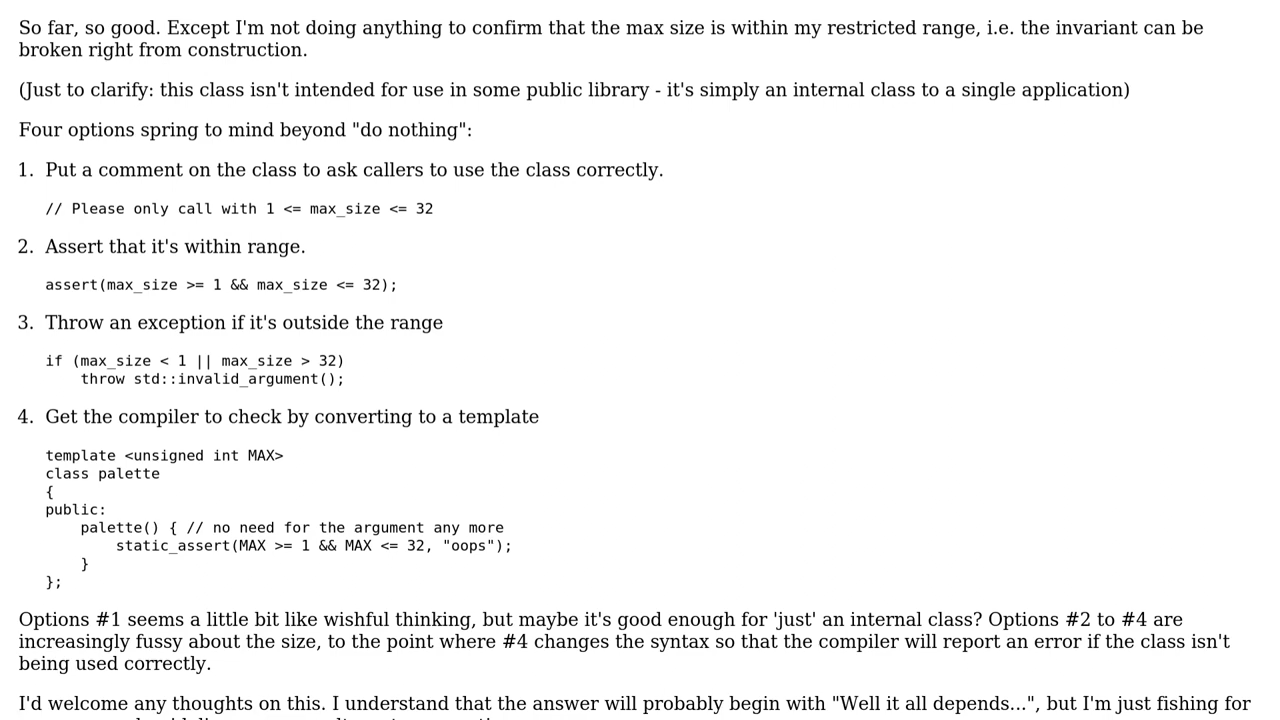 So far, so good. Except I'm not doing anything to confirm that the max size is within my restricted range, i.e. the invariant can be
broken right from construction.
(Just to clarify: this class isn't intended for use in some public library - it's simply an internal class to a single application)
Four options spring to mind beyond "do nothing":
1. Put a comment on the class to ask callers to use the class correctly.
// Please only call with 1 <= max_size <= 32
2. Assert that it's within range.
assert(max_size >= 1 && max_size <= 32);
3. Throw an exception if it's outside the range
if (max_size < 1 || max_size > 32)
    throw std::invalid_argument();
4. Get the compiler to check by converting to a template
template <unsigned int MAX>
class palette
{
public:
    palette() { // no need for the argument any more
        static_assert(MAX >= 1 && MAX <= 32, "oops");
    }
};
Options #1 seems a little bit like wishful thinking, but maybe it's good enough for 'just' an internal class? Options #2 to #4 are
increasingly fussy about the size, to the point where #4 changes the syntax so that the compiler will report an error if the class isn't
being used correctly.
I'd welcome any thoughts on this. I understand that the answer will probably begin with "Well it all depends...", but I'm just fishing for